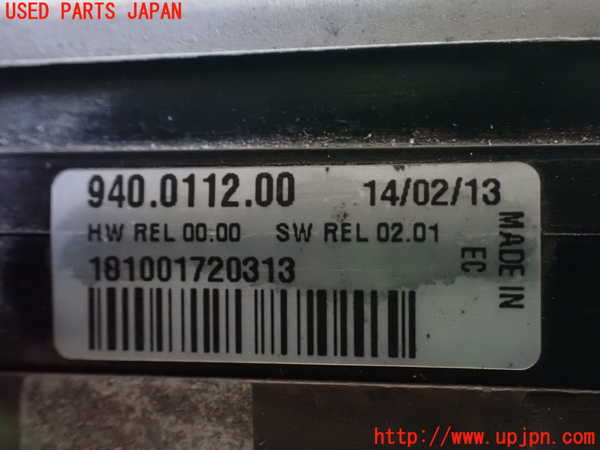 USED PARTS JAPAN
940.0112.00 14/02/13
HW REL 00.00 SW REL 02.01
181001720313
MADE IN
EC
http://www.upjpn.com